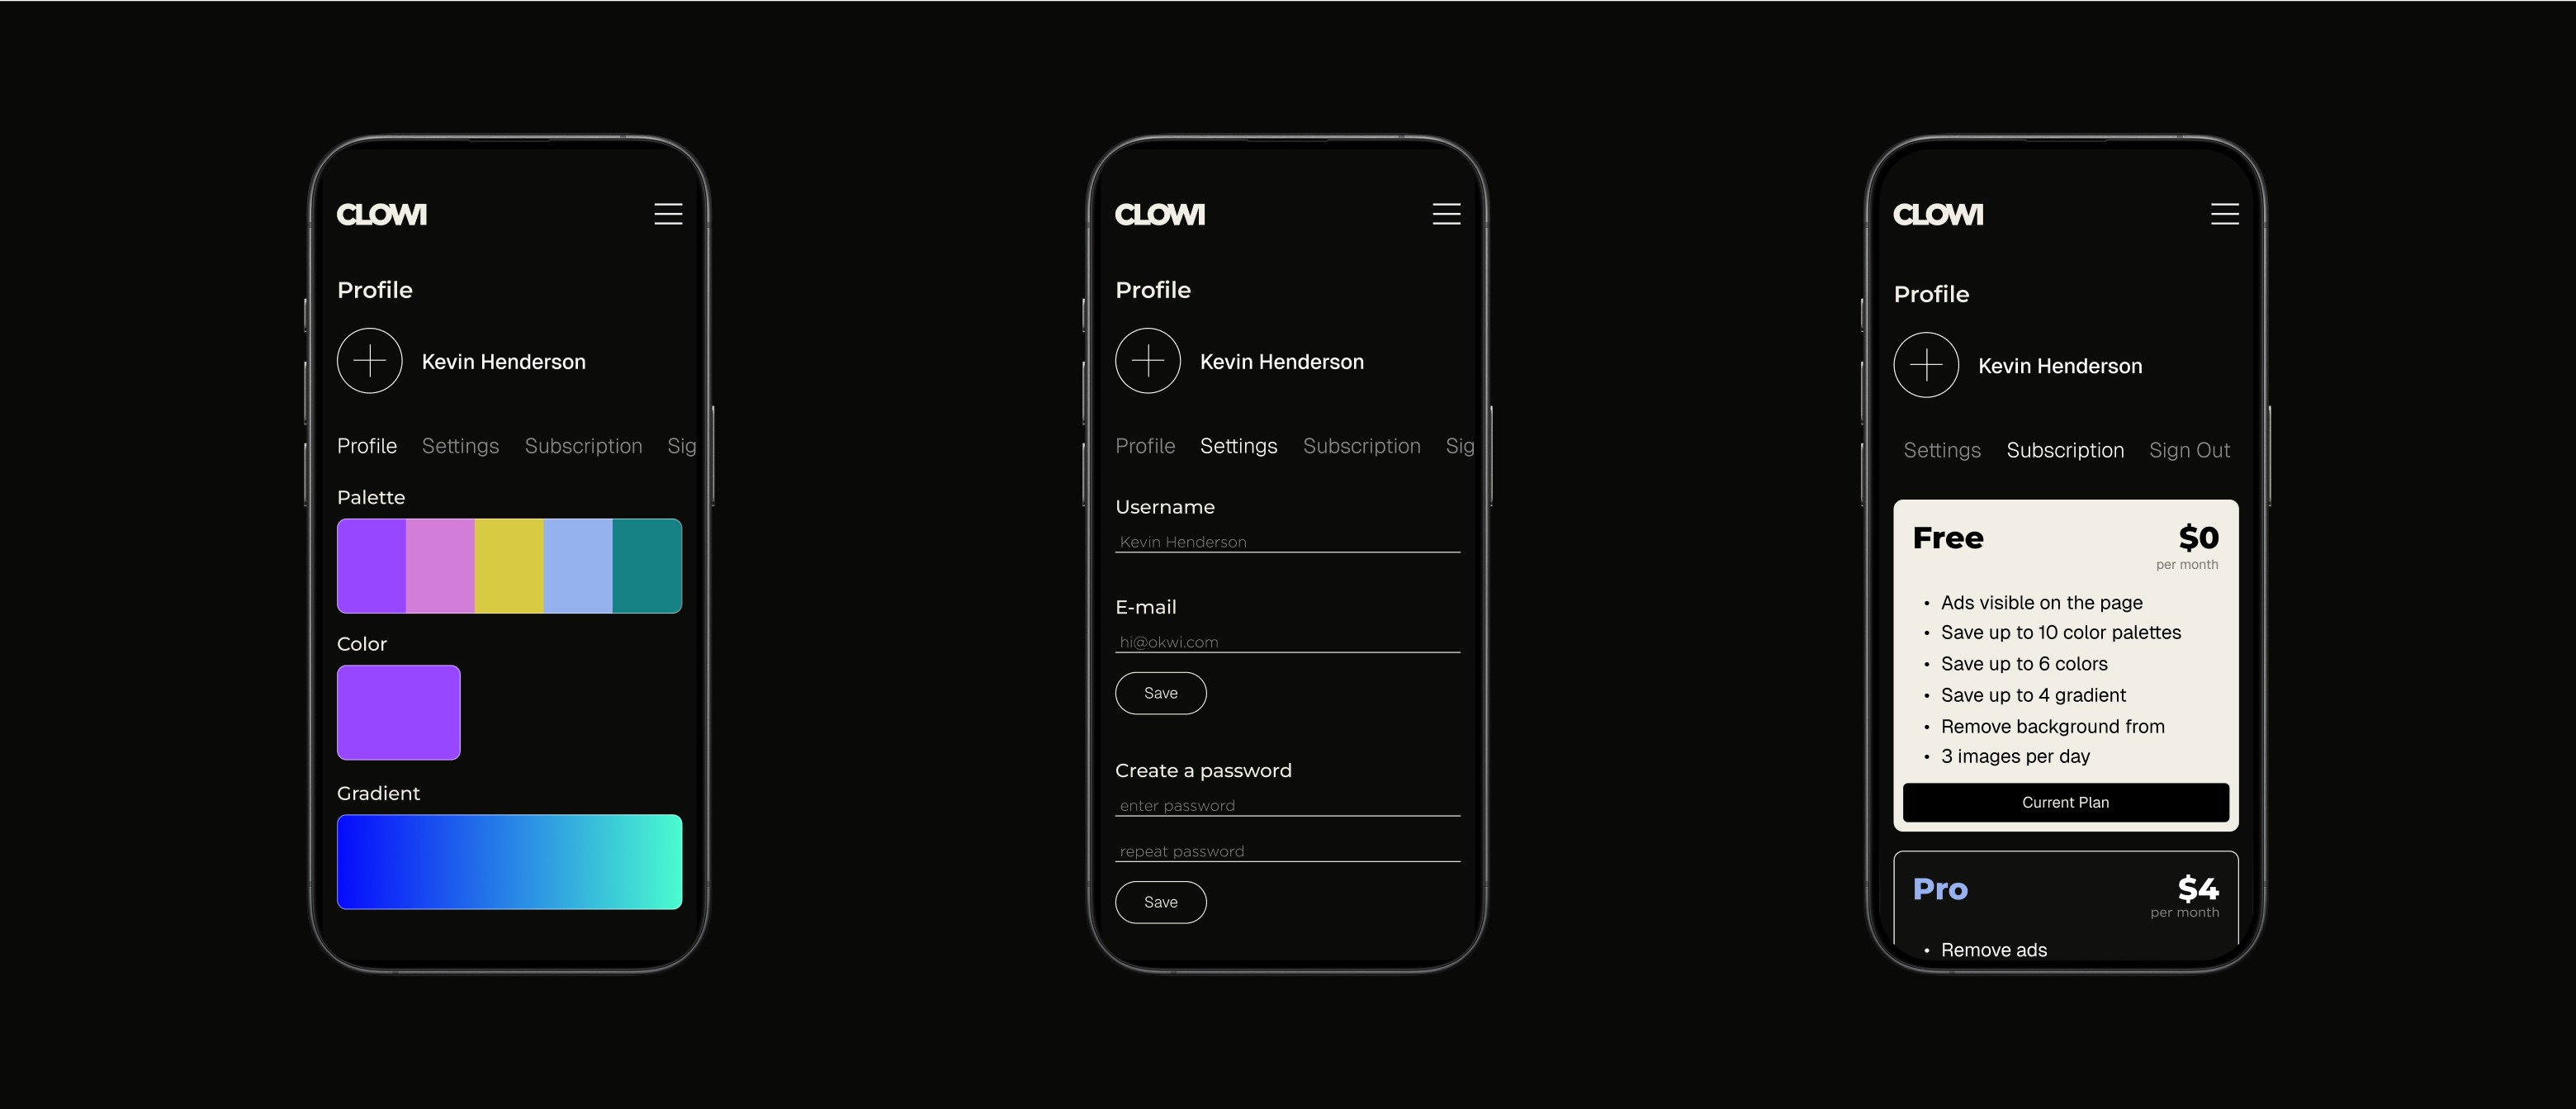 CLOWI
Profile
Kevin Henderson
Profile Settings Subscription Sig
Palette
Color
Gradient
CLOWI
Profile
Kevin Henderson
Profile Settings Subscription Sig
Username
Kevin Henderson
E-mail
hi@okwi.com
Save
Create a password
enter password
repeat password
Save
CLOWI
Profile
Kevin Henderson
Settings Subscription Sign Out
Free $0
per month
• Ads visible on the page
• Save up to 10 color palettes
• Save up to 6 colors
• Save up to 4 gradient
• Remove background from
• 3 images per day
Current Plan
Pro $4
per month
• Remove ads